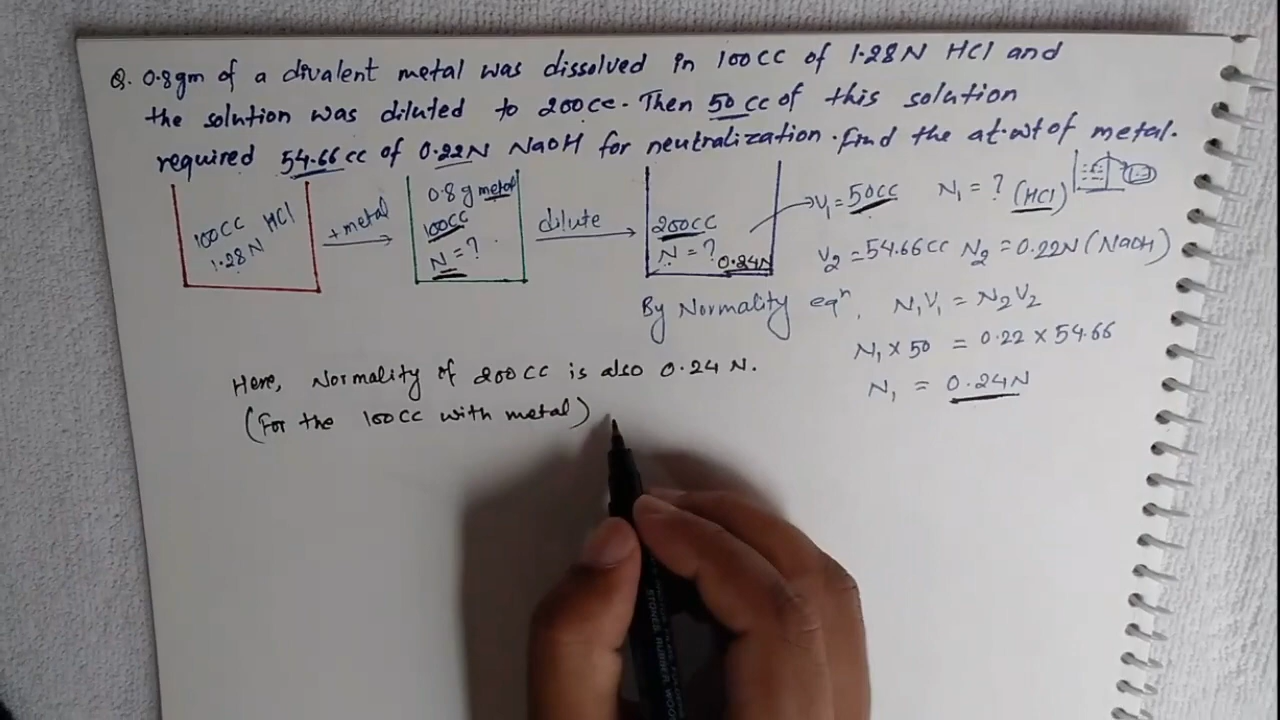 Q. 0.8gm of a divalent metal was dissolved in 100CC of 1.28N HCl and
the solution was diluted to 200cc. Then 50 cc of this solution
required 54.66 cc of 0.22N NaOH for neutralization. find the at.wt of metal.
100CC HCl
1.28N
+metal
0.8g metal
100CC
N = ?
dilute
200CC
N = ? 0.24N
V₁ = 50CC N₁ = ? (HCl)
V₂ = 54.66CC N₂ = 0.22N (NaOH)
By Normality eqⁿ, N₁V₁ = N₂V₂
N₁ x 50 = 0.22 x 54.66
N₁ = 0.24N
Here, Normality of 200CC is also 0.24 N.
(For the 100CC with metal)